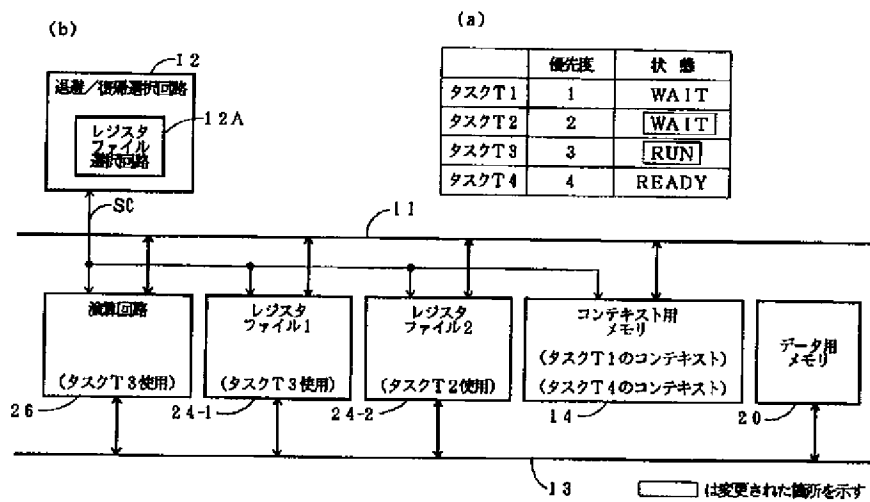 (b)
(a)
12
退避／復帰選択回路
12A
レジスタ
ファイル
選択回路
SC
優先度 状態
タスクT1 1 WAIT
タスクT2 2 WAIT
タスクT3 3 RUN
タスクT4 4 READY
11
演算回路
(タスクT3使用)
26
レジスタ
ファイル1
(タスクT3使用)
24-1
レジスタ
ファイル2
(タスクT2使用)
24-2
コンテキスト用
メモリ
(タスクT1のコンテキスト)
(タスクT4のコンテキスト)
14
データ用
メモリ
20
13
は変更された箇所を示す